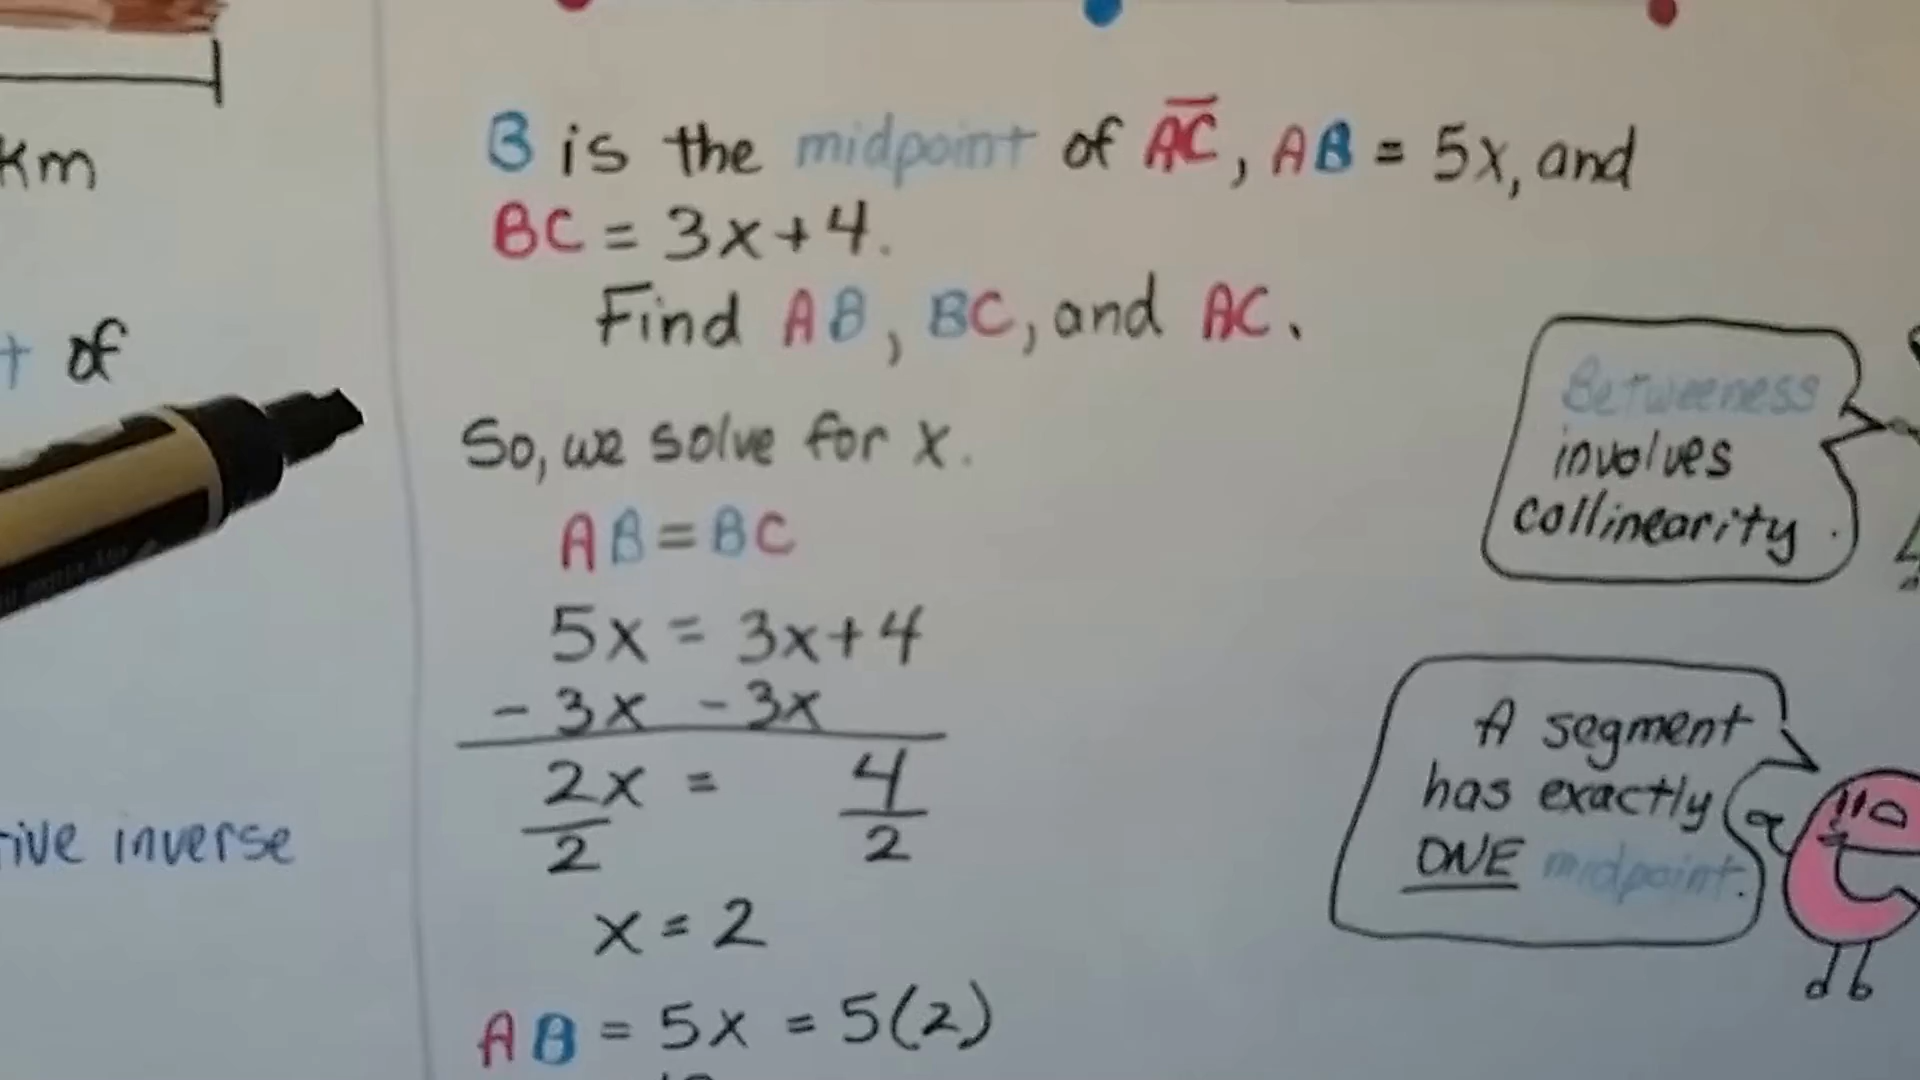 Km
of
ive inverse
B is the midpoint of AC, AB = 5x, and
BC = 3x+4.
Find AB, BC, and AC.
So, we solve for x.
AB = BC
5x = 3x+4
- 3x - 3x
2x = 4
2 2
x = 2
AB = 5x = 5(2)
Betweeness
involves
collinearity.
A segment
has exactly
ONE midpoint.